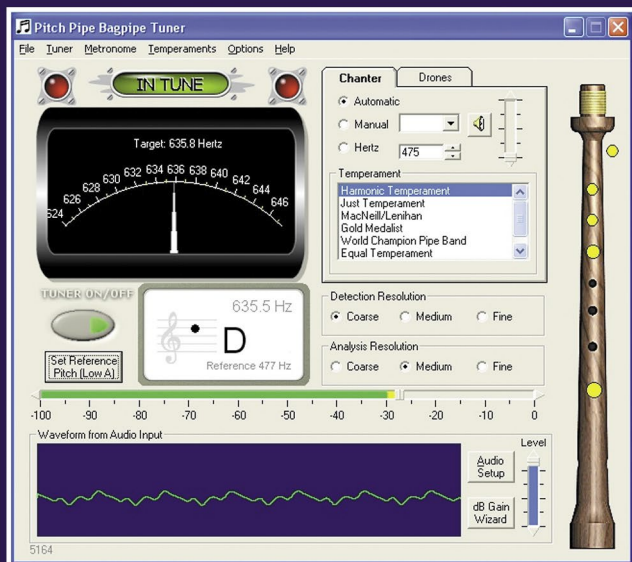 Pitch Pipe Bagpipe Tuner
File Tuner Metronome Temperaments Options Help
IN TUNE
Target: 635.8 Hertz
624 626 628 630 632 634 636 638 640 642 644 646
TUNER ON/OFF
Set Reference
Pitch (Low A)
635.5 Hz
D
Reference 477 Hz
Chanter Drones
Automatic
Manual
Hertz 475
Temperament
Harmonic Temperament
Just Temperament
MacNeill/Lenihan
Gold Medalist
World Champion Pipe Band
Equal Temperament
Detection Resolution
Coarse Medium Fine
Analysis Resolution
Coarse Medium Fine
-100 -90 -80 -70 -60 -50 -40 -30 -20 -10 0
Waveform from Audio Input
Audio
Setup
dB Gain
Wizard
Level
5164